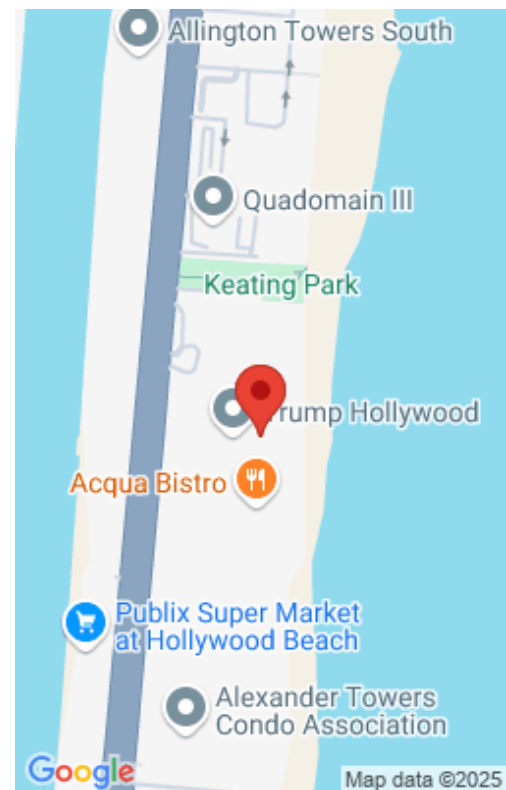 Allington Towers South
Quadomain III
Keating Park
Trump Hollywood
Acqua Bistro
Publix Super Market
at Hollywood Beach
Alexander Towers
Condo Association
Google
Map data ©2025